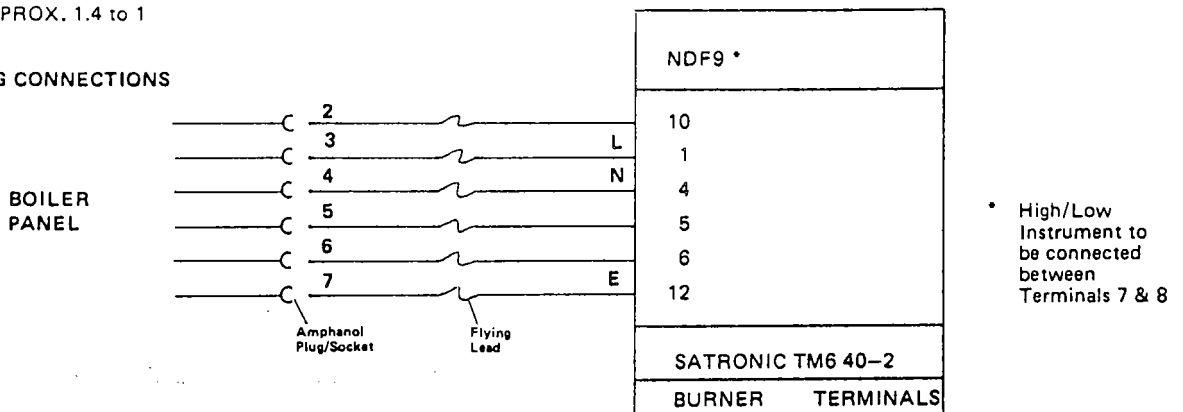 PROX. 1.4 to 1
G CONNECTIONS
BOILER
PANEL
2
3
4
5
6
7
L
N
E
Amphanol
Plug/Socket
Flying
Lead
NDF9 *
10
1
4
5
6
12
SATRONIC TM6 40–2
BURNER TERMINALS
* High/Low
Instrument to
be connected
between
Terminals 7 & 8